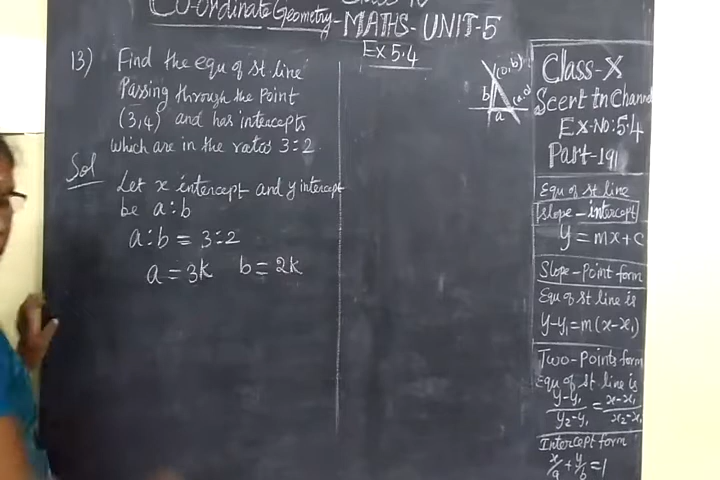 Co-ordinate Geometry-MATHS-UNIT-5
Ex 5.4
13) Find the equ of st line
Passing through the point
(3,4) and has intercepts
which are in the ratos 3:2
Sol
Let x intercept and y intercept
be a:b
a:b = 3:2
a = 3k b = 2k
(0,b)
b
a
Class-X
Scert tn Channel
Ex-No:5.4
Part-191
Equ of st line
slope-intercept
y = mx+c
Slope-Point form
Equ of st line is
y-y₁=m(x-x₁)
Two-Points form
Equ of st line is
y-y₁/y₂-y₁ = x-x₁/x₂-x₁
Intercept form
x/a + y/b = 1